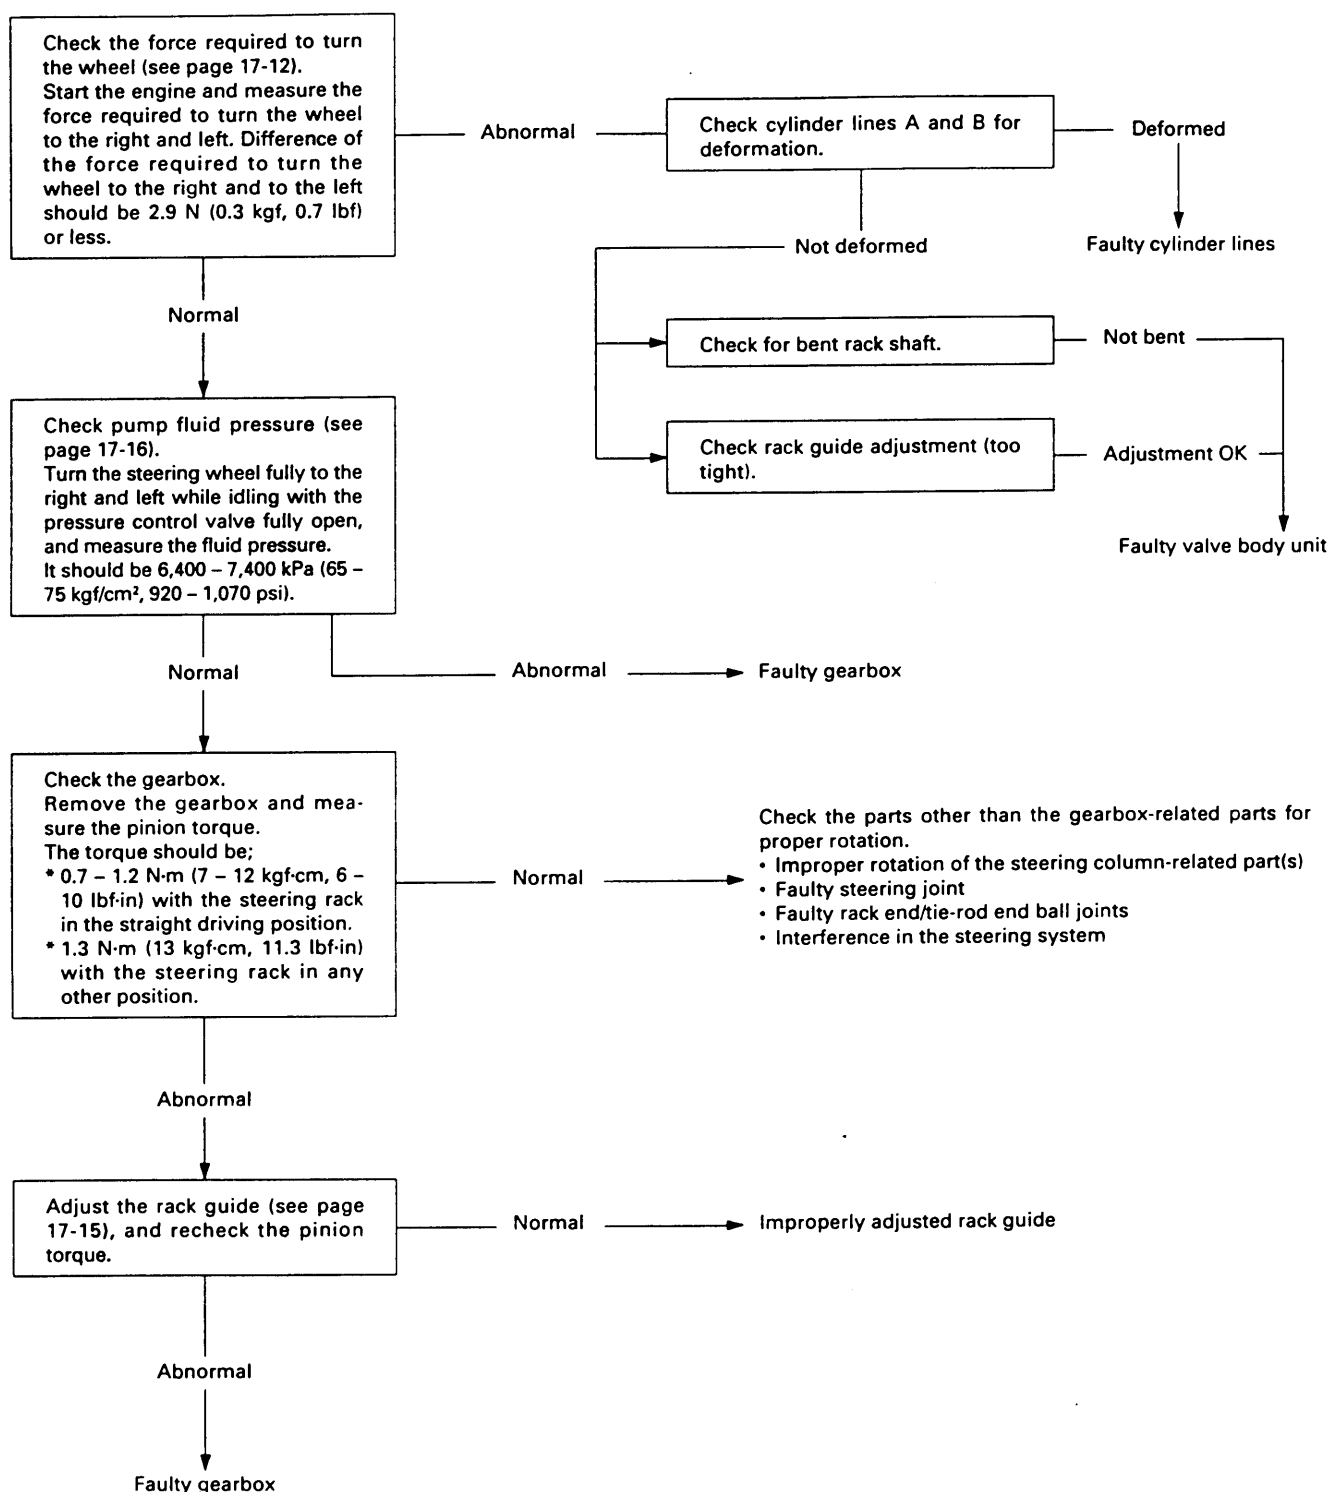 Check the force required to turn
the wheel (see page 17-12).
Start the engine and measure the
force required to turn the wheel
to the right and left. Difference of
the force required to turn the
wheel to the right and to the left
should be 2.9 N (0.3 kgf, 0.7 lbf)
or less.
Abnormal
Check cylinder lines A and B for
deformation.
Deformed
Faulty cylinder lines
Not deformed
Check for bent rack shaft.
Not bent
Check rack guide adjustment (too
tight).
Adjustment OK
Faulty valve body unit
Normal
Check pump fluid pressure (see
page 17-16).
Turn the steering wheel fully to the
right and left while idling with the
pressure control valve fully open,
and measure the fluid pressure.
It should be 6,400 – 7,400 kPa (65 –
75 kgf/cm², 920 – 1,070 psi).
Abnormal
Faulty gearbox
Normal
Check the gearbox.
Remove the gearbox and mea-
sure the pinion torque.
The torque should be;
* 0.7 – 1.2 N·m (7 – 12 kgf·cm, 6 –
10 lbf·in) with the steering rack
in the straight driving position.
* 1.3 N·m (13 kgf·cm, 11.3 lbf·in)
with the steering rack in any
other position.
Normal
Check the parts other than the gearbox-related parts for
proper rotation.
• Improper rotation of the steering column-related part(s)
• Faulty steering joint
• Faulty rack end/tie-rod end ball joints
• Interference in the steering system
Abnormal
Adjust the rack guide (see page
17-15), and recheck the pinion
torque.
Normal
Improperly adjusted rack guide
Abnormal
Faulty gearbox